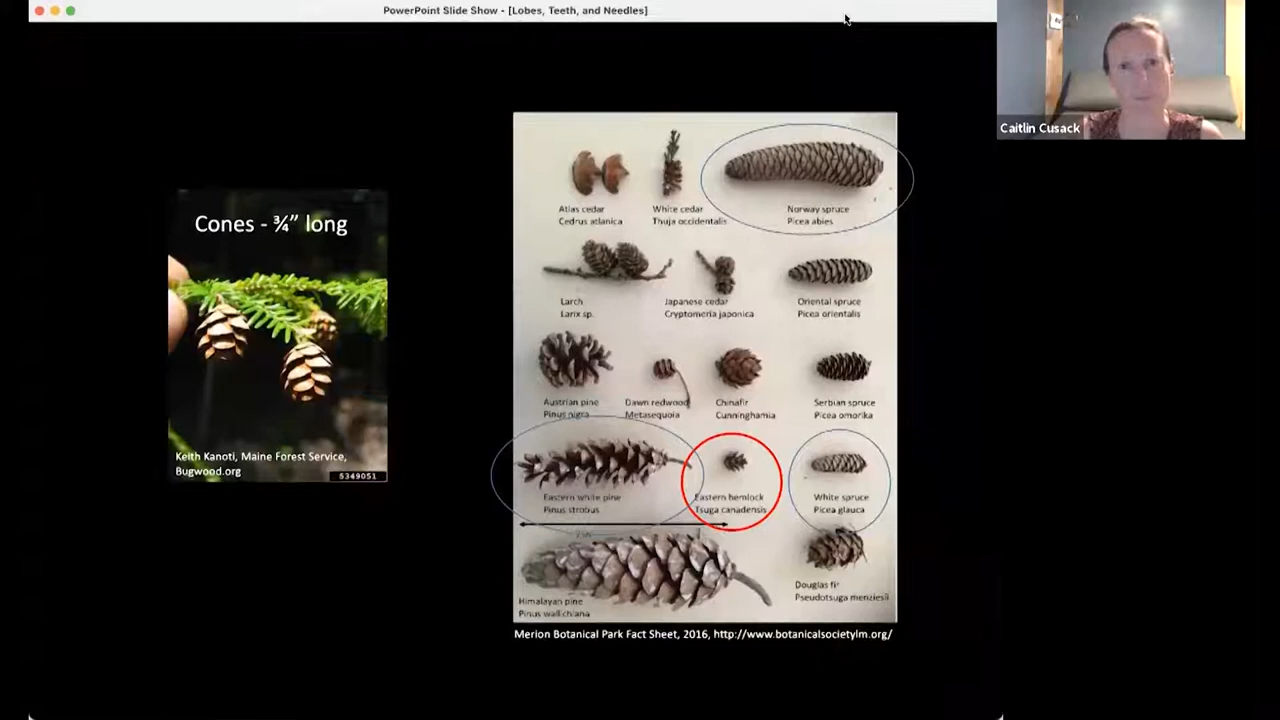 PowerPoint Slide Show - [Lobes, Teeth, and Needles]
Caitlin Cusack
Cones - ¾” long
Keith Kanoti, Maine Forest Service,
Bugwood.org
5349051
Atlas cedar
Cedrus atlanica
White cedar
Thuja occidentalis
Norway spruce
Picea abies
Larch
Larix sp.
Japanese cedar
Cryptomeria japonica
Oriental spruce
Picea orientalis
Austrian pine
Pinus nigra
Dawn redwood
Metasequoia
Chinafir
Cunninghamia
Serbian spruce
Picea omorika
Eastern white pine
Pinus strobus
Eastern hemlock
Tsuga canadensis
White spruce
Picea glauca
Himalayan pine
Pinus wallichiana
Douglas fir
Pseudotsuga menziesii
Merion Botanical Park Fact Sheet, 2016, http://www.botanicalsocietylm.org/